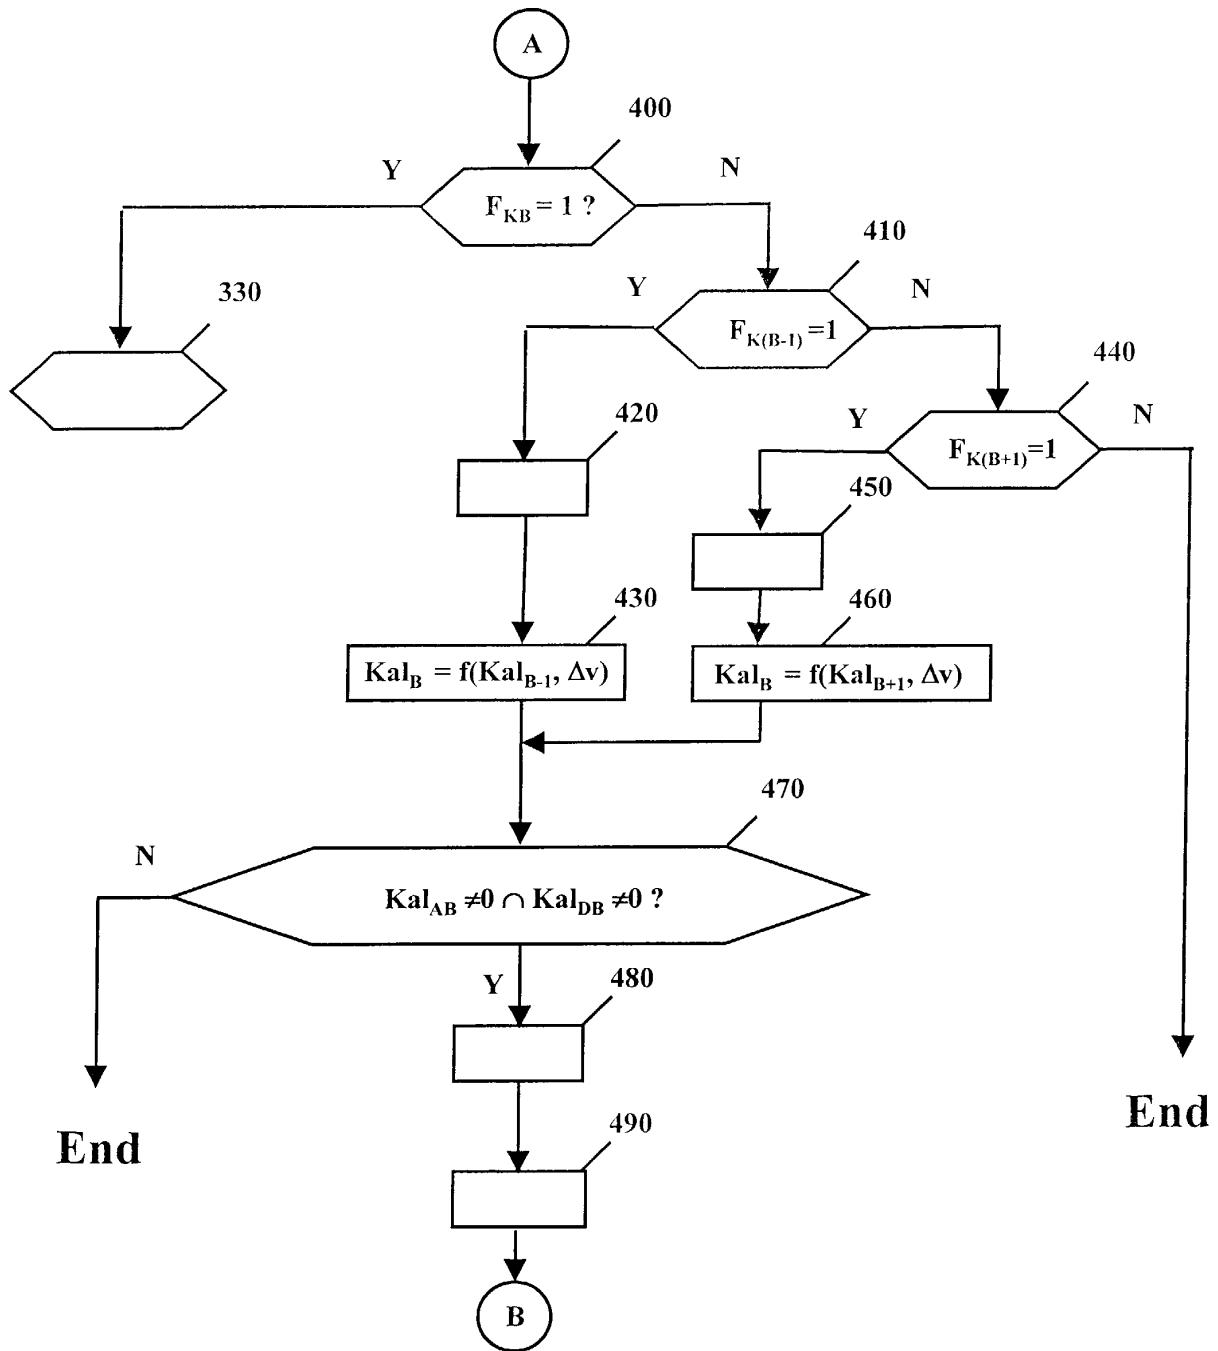 A
400
Y
N
F_KB = 1 ?
410
330
Y
N
F_K(B-1)=1
440
420
Y
N
F_K(B+1)=1
450
430
460
Kal_B = f(Kal_B-1, Δv)
Kal_B = f(Kal_B+1, Δv)
470
N
Kal_AB ≠0 ∩ Kal_DB ≠0 ?
Y
480
End
End
490
B